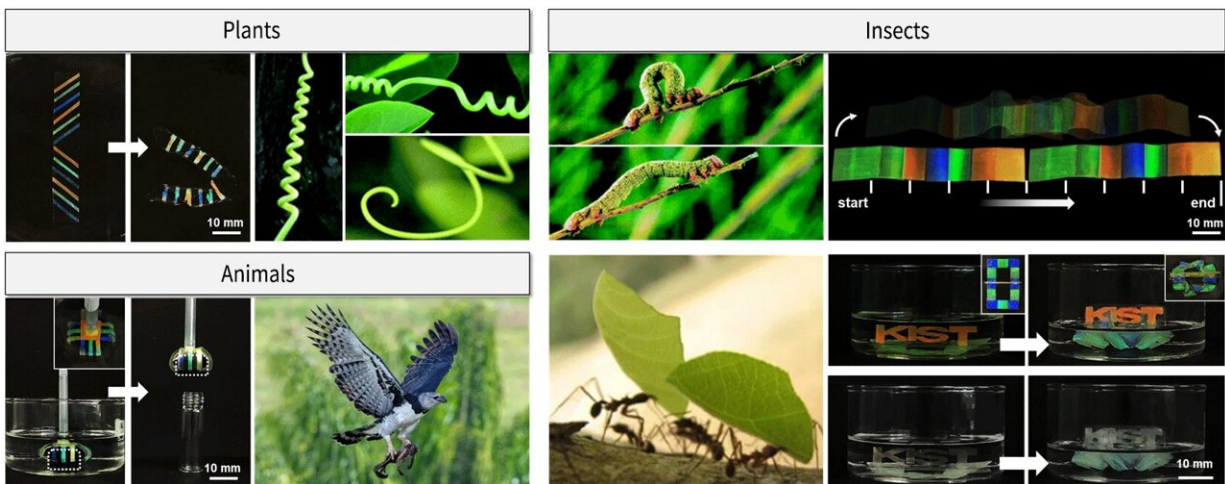 Plants
10 mm
Insects
start
end
10 mm
Animals
10 mm
KIST
KIST
KIST
KIST
10 mm